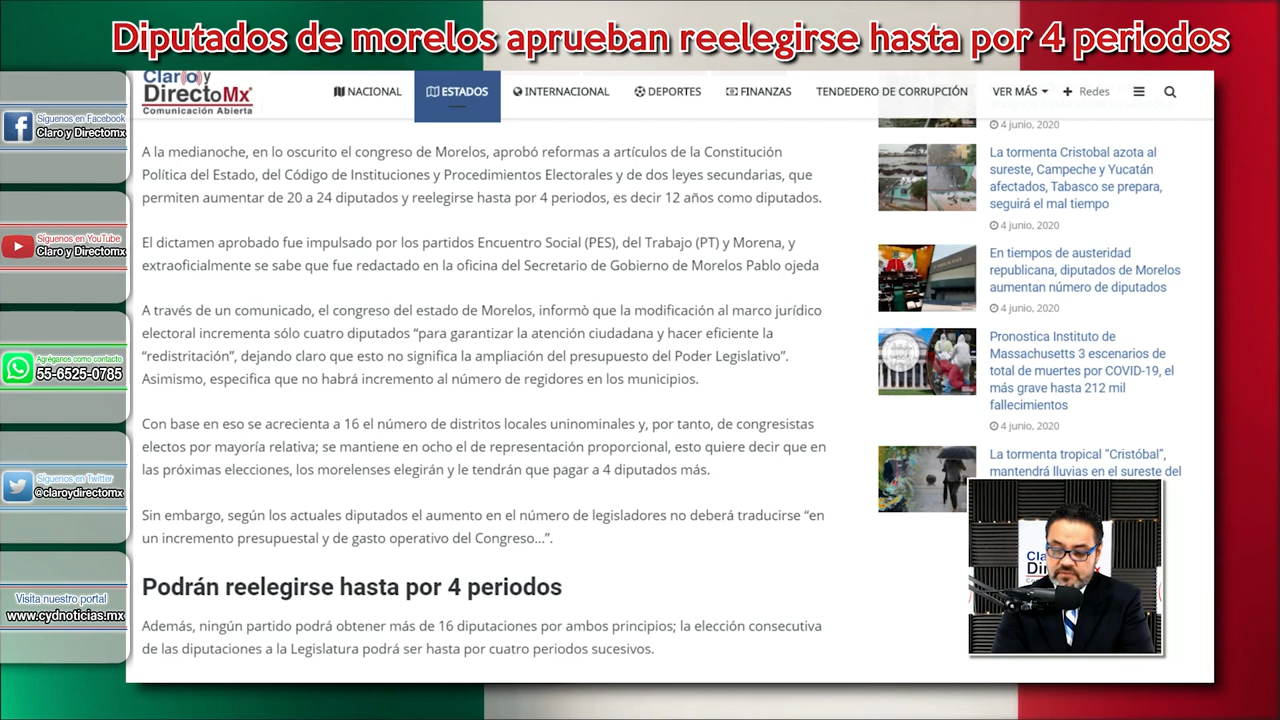 Diputados de morelos aprueban reelegirse hasta por 4 periodos
Claro y
DirectoMx
Comunicación Abierta
NACIONAL
ESTADOS
INTERNACIONAL
DEPORTES
FINANZAS
TENDEDERO DE CORRUPCIÓN
VER MÁS
Redes
Síguenos en Facebook
Claro y Directomx
Síguenos en YouTube
Claro y Directomx
Agréganos como contacto
55-6525-0785
Síguenos en Twitter
@claroydirectomx
Visita nuestro portal
www.cydnoticias.mx
A la medianoche, en lo oscurito el congreso de Morelos, aprobó reformas a artículos de la Constitución
Política del Estado, del Código de Instituciones y Procedimientos Electorales y de dos leyes secundarias, que
permiten aumentar de 20 a 24 diputados y reelegirse hasta por 4 periodos, es decir 12 años como diputados.
El dictamen aprobado fue impulsado por los partidos Encuentro Social (PES), del Trabajo (PT) y Morena, y
extraoficialmente se sabe que fue redactado en la oficina del Secretario de Gobierno de Morelos Pablo ojeda
A través de un comunicado, el congreso del estado de Morelos, informò que la modificación al marco jurídico
electoral incrementa sólo cuatro diputados “para garantizar la atención ciudadana y hacer eficiente la
“redistritación”, dejando claro que esto no significa la ampliación del presupuesto del Poder Legislativo”.
Asimismo, especifica que no habrá incremento al número de regidores en los municipios.
Con base en eso se acrecienta a 16 el número de distritos locales uninominales y, por tanto, de congresistas
electos por mayoría relativa; se mantiene en ocho el de representación proporcional, esto quiere decir que en
las próximas elecciones, los morelenses elegirán y le tendrán que pagar a 4 diputados más.
Sin embargo, según los actuales diputados el aumento en el número de legisladores no deberá traducirse “en
un incremento presupuestal y de gasto operativo del Congreso...”.
Podrán reelegirse hasta por 4 periodos
Además, ningún partido podrá obtener más de 16 diputaciones por ambos principios; la elección consecutiva
de las diputaciones a la Legislatura podrá ser hasta por cuatro periodos sucesivos.
4 junio, 2020
La tormenta Cristobal azota al
sureste, Campeche y Yucatán
afectados, Tabasco se prepara,
seguirá el mal tiempo
4 junio, 2020
En tiempos de austeridad
republicana, diputados de Morelos
aumentan número de diputados
4 junio, 2020
Pronostica Instituto de
Massachusetts 3 escenarios de
total de muertes por COVID-19, el
más grave hasta 212 mil
fallecimientos
4 junio, 2020
La tormenta tropical “Cristóbal”,
mantendrá lluvias en el sureste del